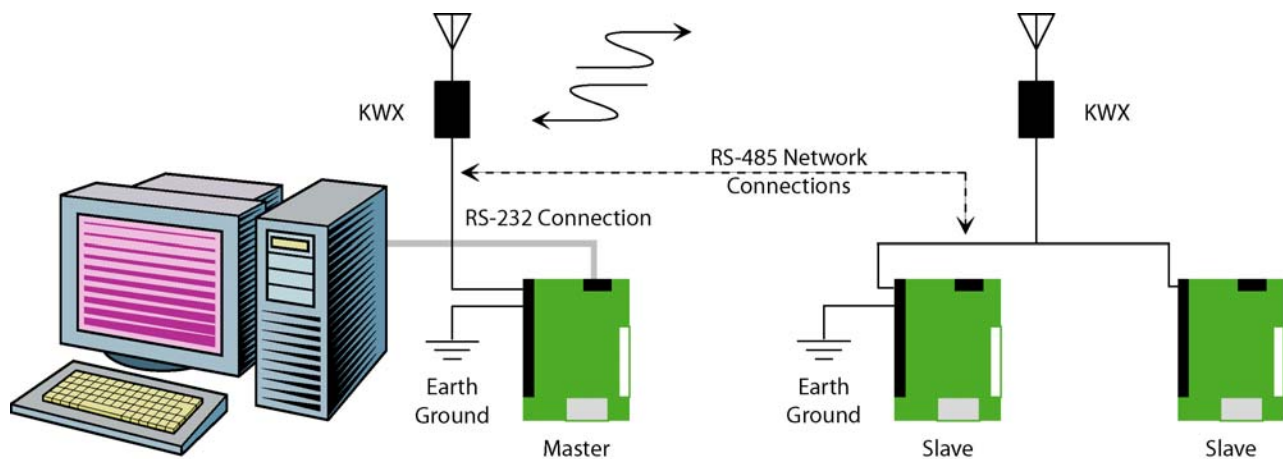 KWX
KWX
RS-485 Network
Connections
RS-232 Connection
Earth
Ground
Master
Earth
Ground
Slave
Slave